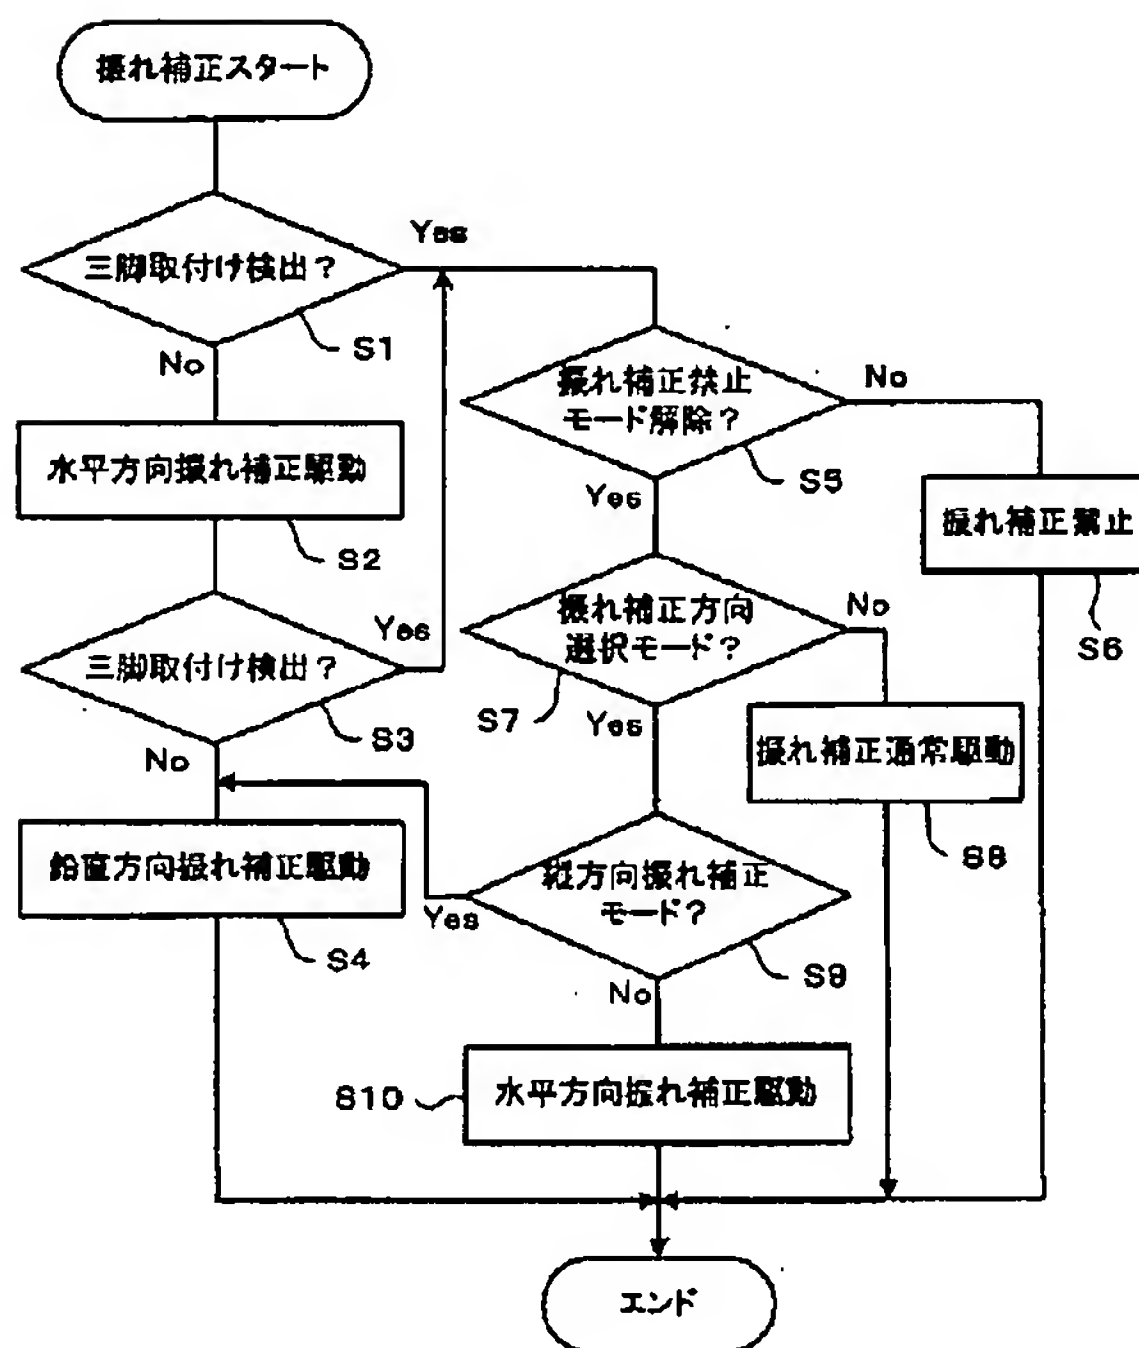 振れ補正スタート
三脚取付け検出？
Yes
S1
No
水平方向振れ補正駆動
S2
三脚取付け検出？
Yes
S3
No
鉛直方向振れ補正駆動
S4
振れ補正禁止
モード解除？
No
S5
Yes
振れ補正禁止
S6
振れ補正方向
選択モード？
No
S7
Yes
振れ補正通常駆動
S8
縦方向振れ補正
モード？
Yes
S9
No
S10
水平方向振れ補正駆動
エンド